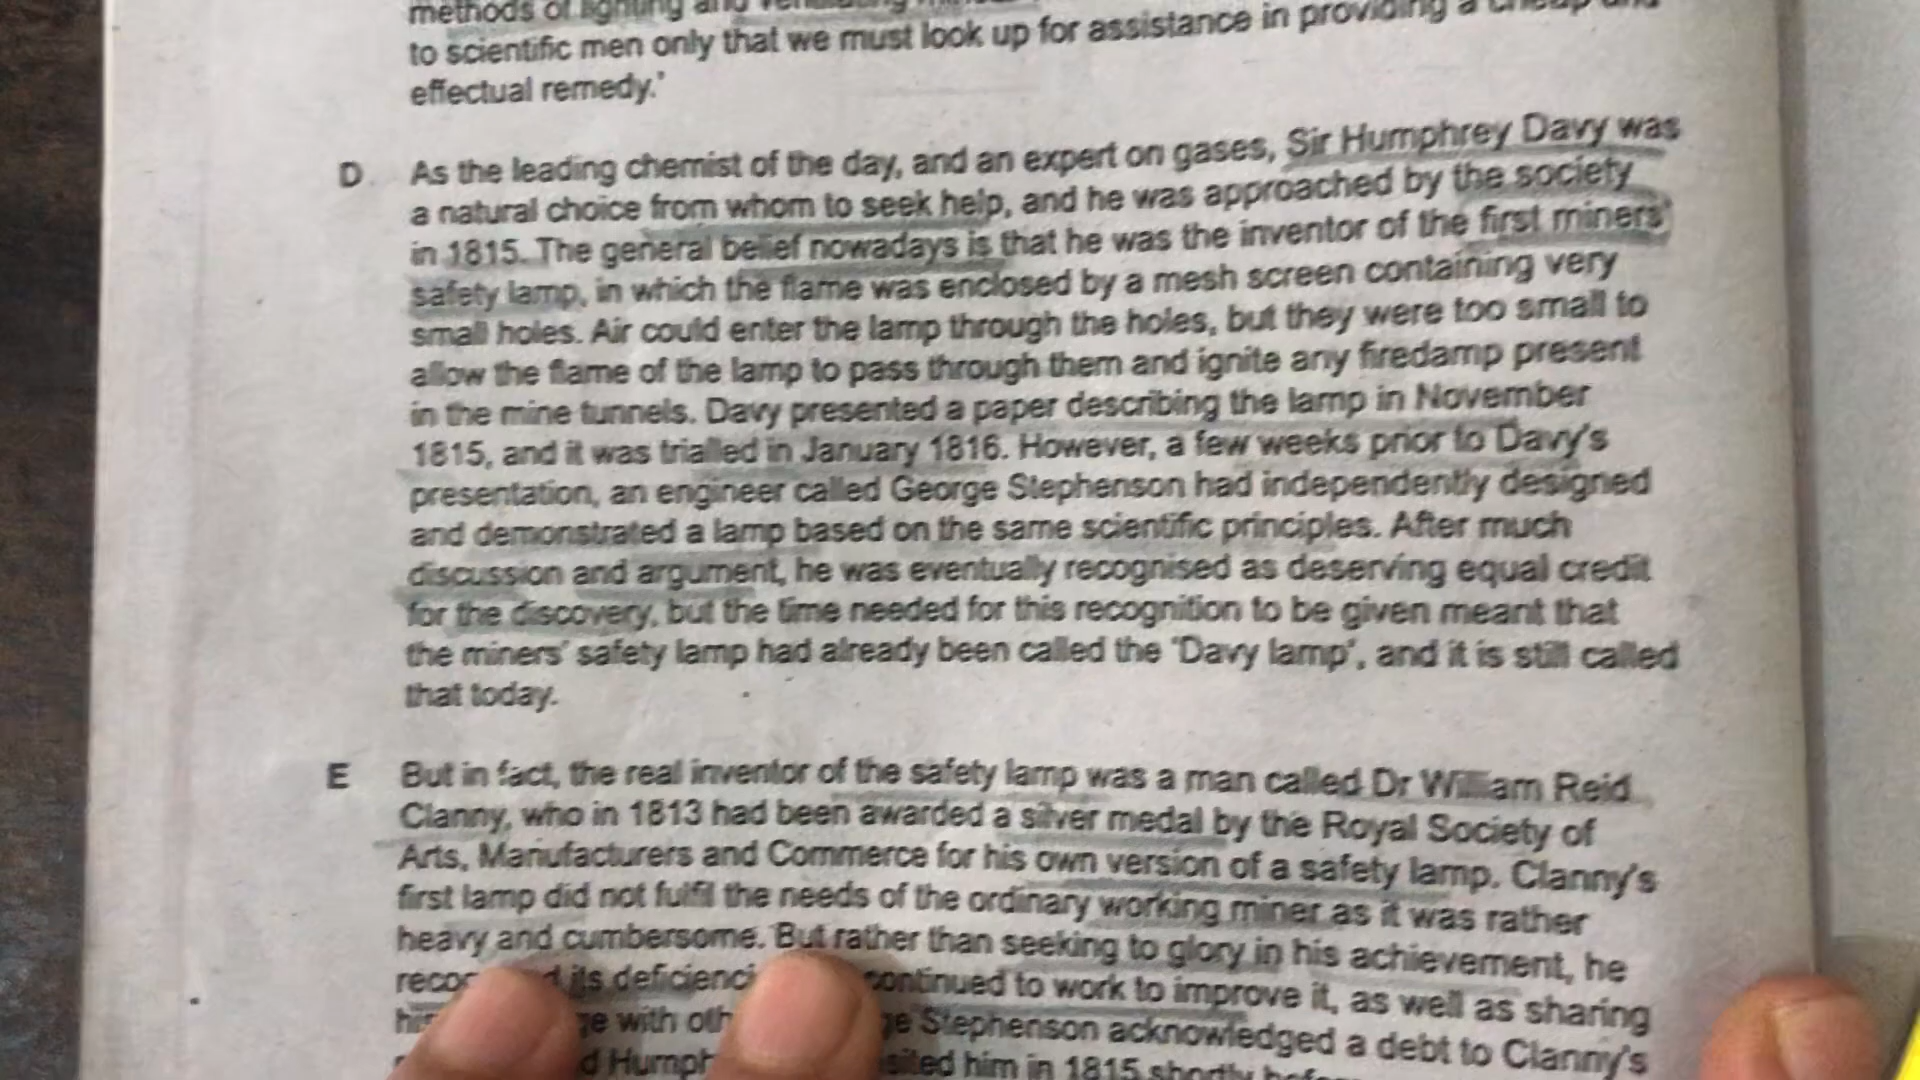 methods of lighting and ventilating
to scientific men only that we must look up for assistance in providing a cheap and
effectual remedy.'
D As the leading chemist of the day, and an expert on gases, Sir Humphrey Davy was
a natural choice from whom to seek help, and he was approached by the society
in 1815. The general belief nowadays is that he was the inventor of the first miners'
safety lamp, in which the flame was enclosed by a mesh screen containing very
small holes. Air could enter the lamp through the holes, but they were too small to
allow the flame of the lamp to pass through them and ignite any firedamp present
in the mine tunnels. Davy presented a paper describing the lamp in November
1815, and it was trialled in January 1816. However, a few weeks prior to Davy's
presentation, an engineer called George Stephenson had independently designed
and demonstrated a lamp based on the same scientific principles. After much
discussion and argument, he was eventually recognised as deserving equal credit
for the discovery, but the time needed for this recognition to be given meant that
the miners' safety lamp had already been called the 'Davy lamp', and it is still called
that today.
E But in fact, the real inventor of the safety lamp was a man called Dr William Reid
Clanny, who in 1813 had been awarded a silver medal by the Royal Society of
Arts, Manufacturers and Commerce for his own version of a safety lamp. Clanny's
first lamp did not fulfil the needs of the ordinary working miner as it was rather
heavy and cumbersome. But rather than seeking to glory in his achievement, he
its continued to work to improve it, as well as sharing
with Stephenson acknowledged a debt to Clanny's
him in 1815 shortly